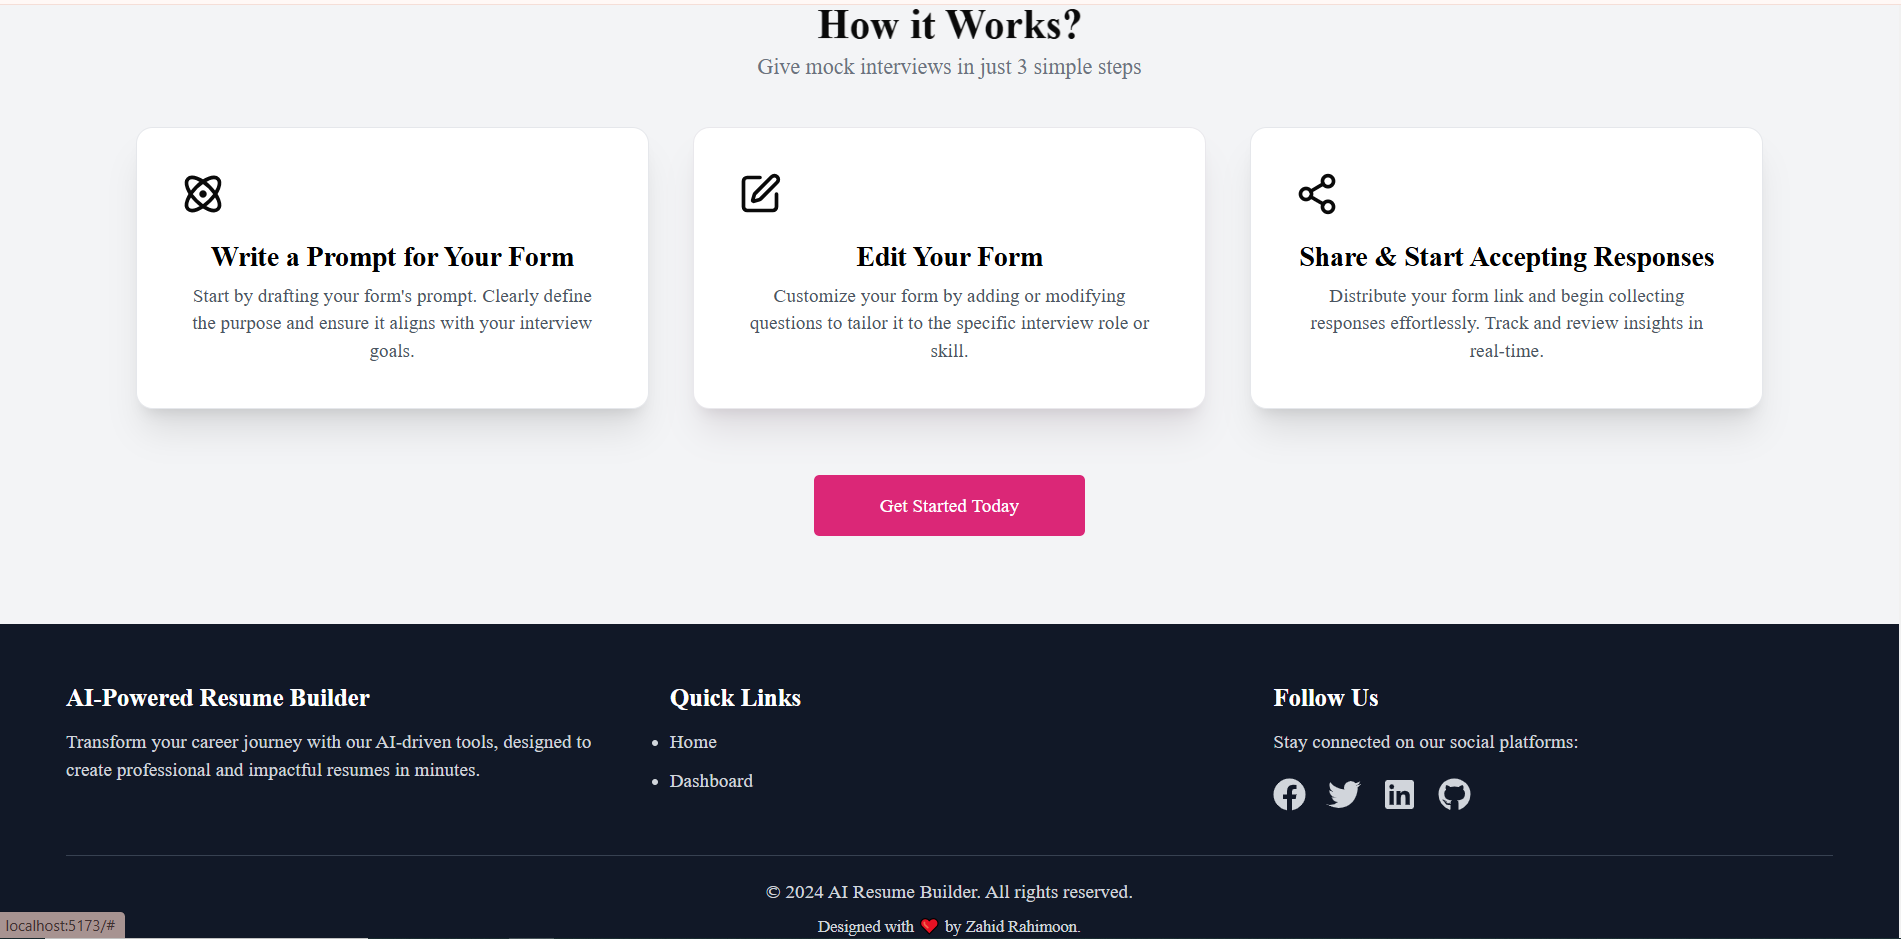 How it Works?
Give mock interviews in just 3 simple steps
Write a Prompt for Your Form
Start by drafting your form's prompt. Clearly define
the purpose and ensure it aligns with your interview
goals.
Edit Your Form
Customize your form by adding or modifying
questions to tailor it to the specific interview role or
skill.
Share & Start Accepting Responses
Distribute your form link and begin collecting
responses effortlessly. Track and review insights in
real-time.
Get Started Today
AI-Powered Resume Builder
Transform your career journey with our AI-driven tools, designed to
create professional and impactful resumes in minutes.
Quick Links
• Home
• Dashboard
Follow Us
Stay connected on our social platforms:
© 2024 AI Resume Builder. All rights reserved.
Designed with ❤️ by Zahid Rahimoon.
localhost:5173/#